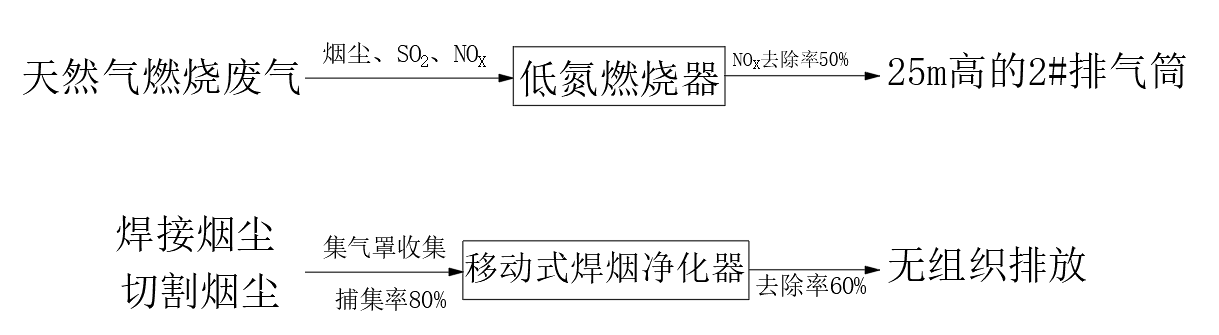 天然气燃烧废气
烟尘、SO₂、NOX
低氮燃烧器
NOX去除率50%
25m高的2#排气筒
焊接烟尘
切割烟尘
集气罩收集
捕集率80%
移动式焊烟净化器
去除率60%
无组织排放